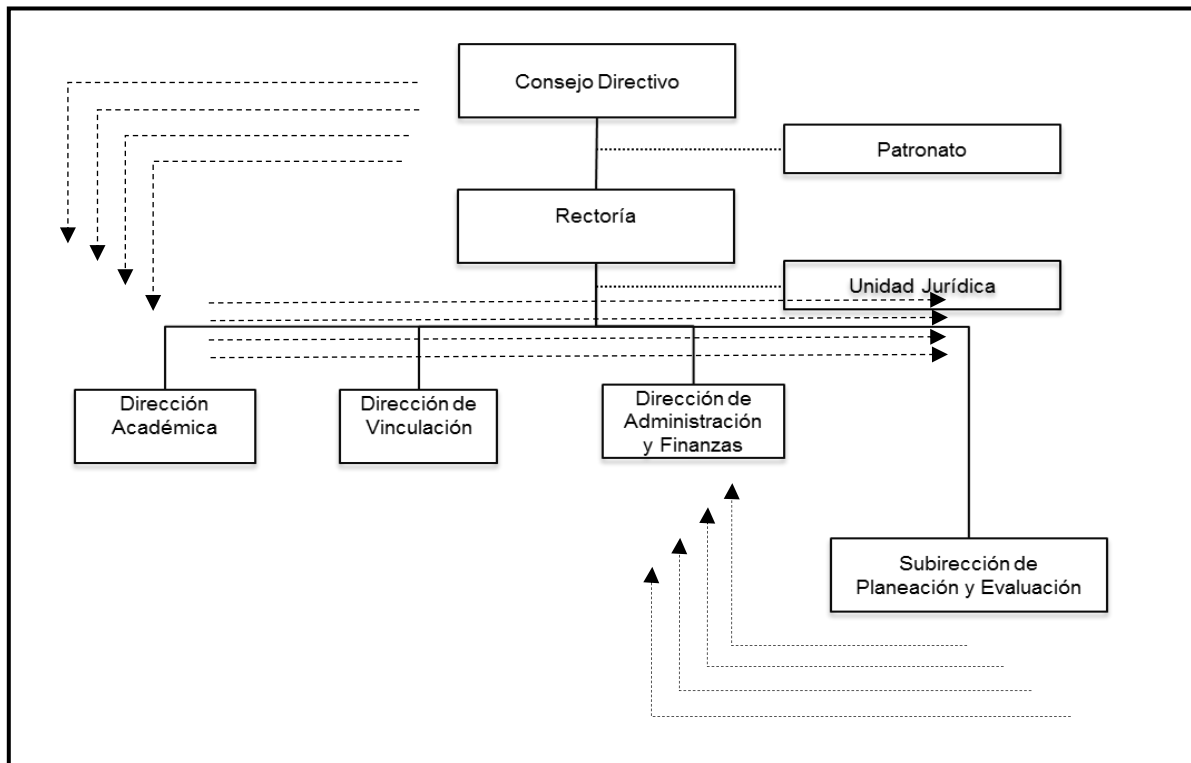 Consejo Directivo
Patronato
Rectoría
Unidad Jurídica
Dirección
Académica
Dirección de
Vinculación
Dirección de
Administración
y Finanzas
Subirección de
Planeación y Evaluación